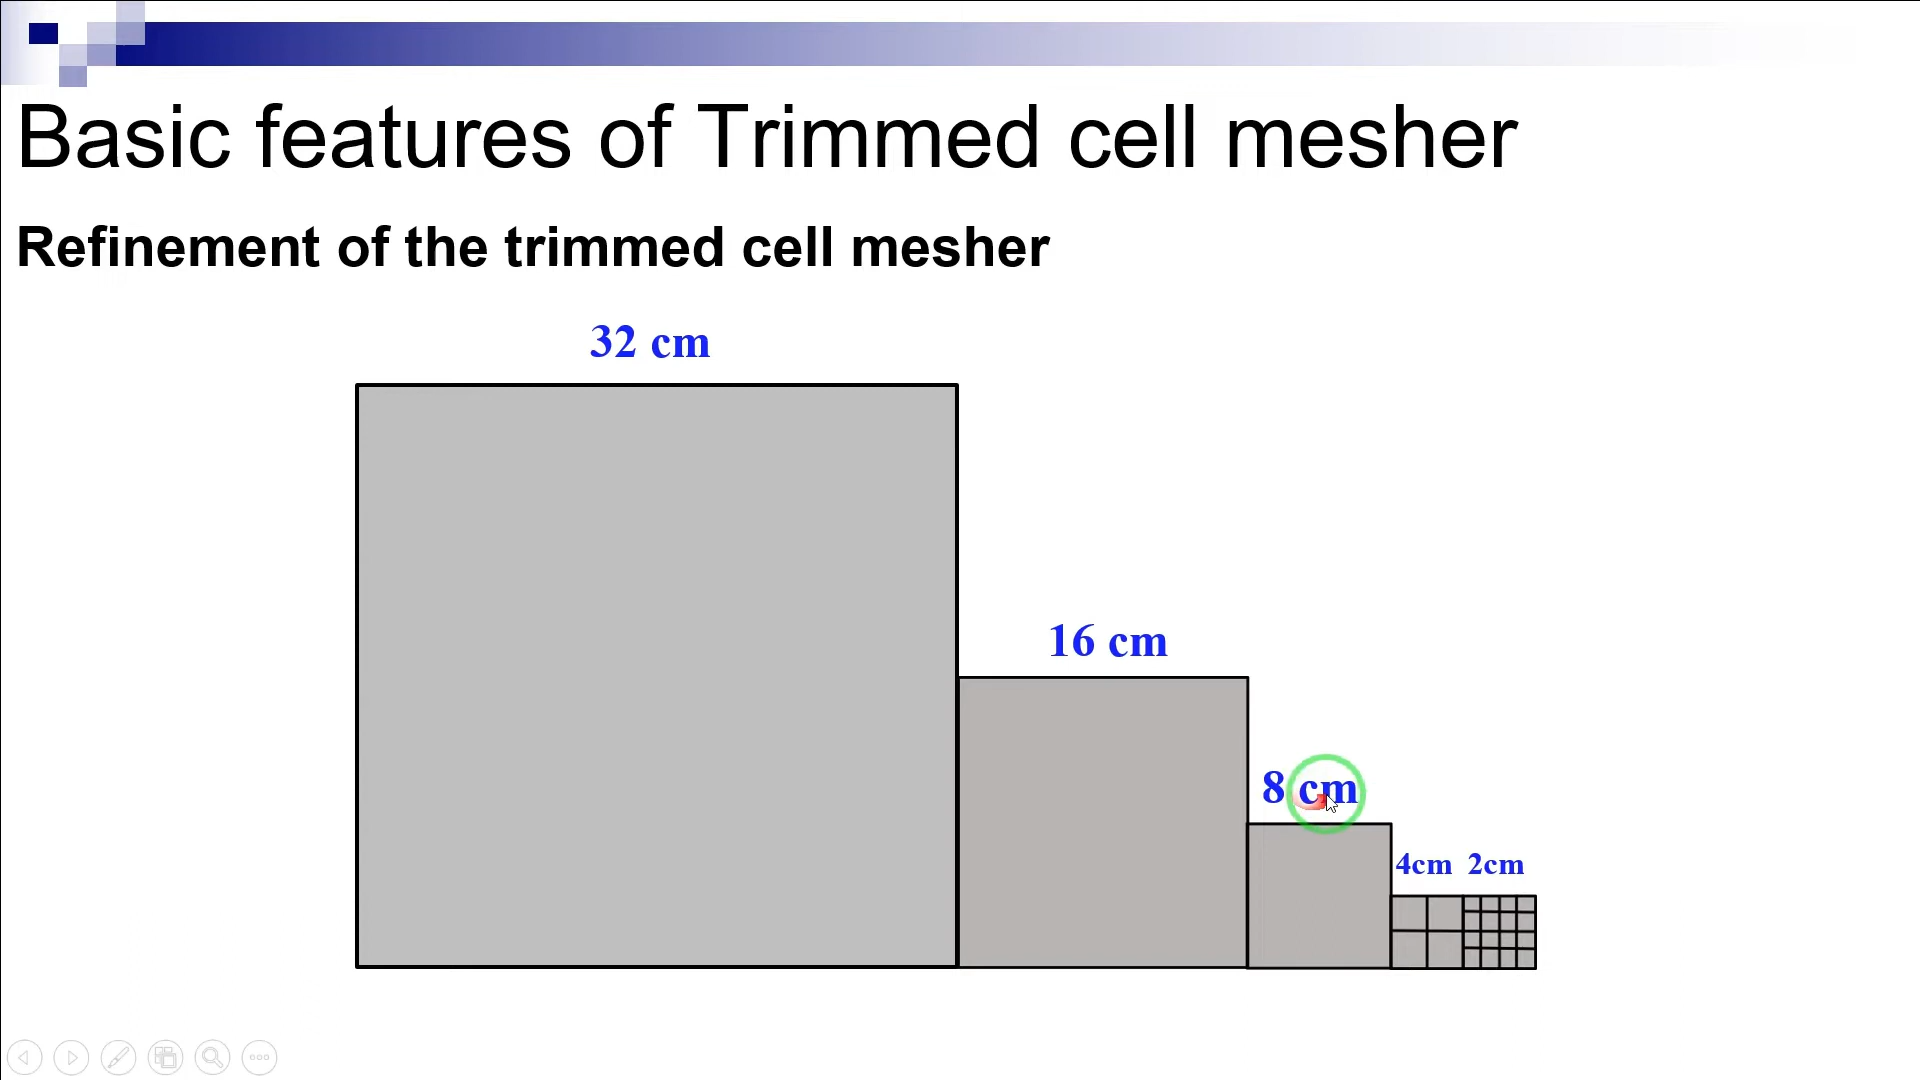 Basic features of Trimmed cell mesher
Refinement of the trimmed cell mesher
32 cm
16 cm
8 cm
4cm 2cm